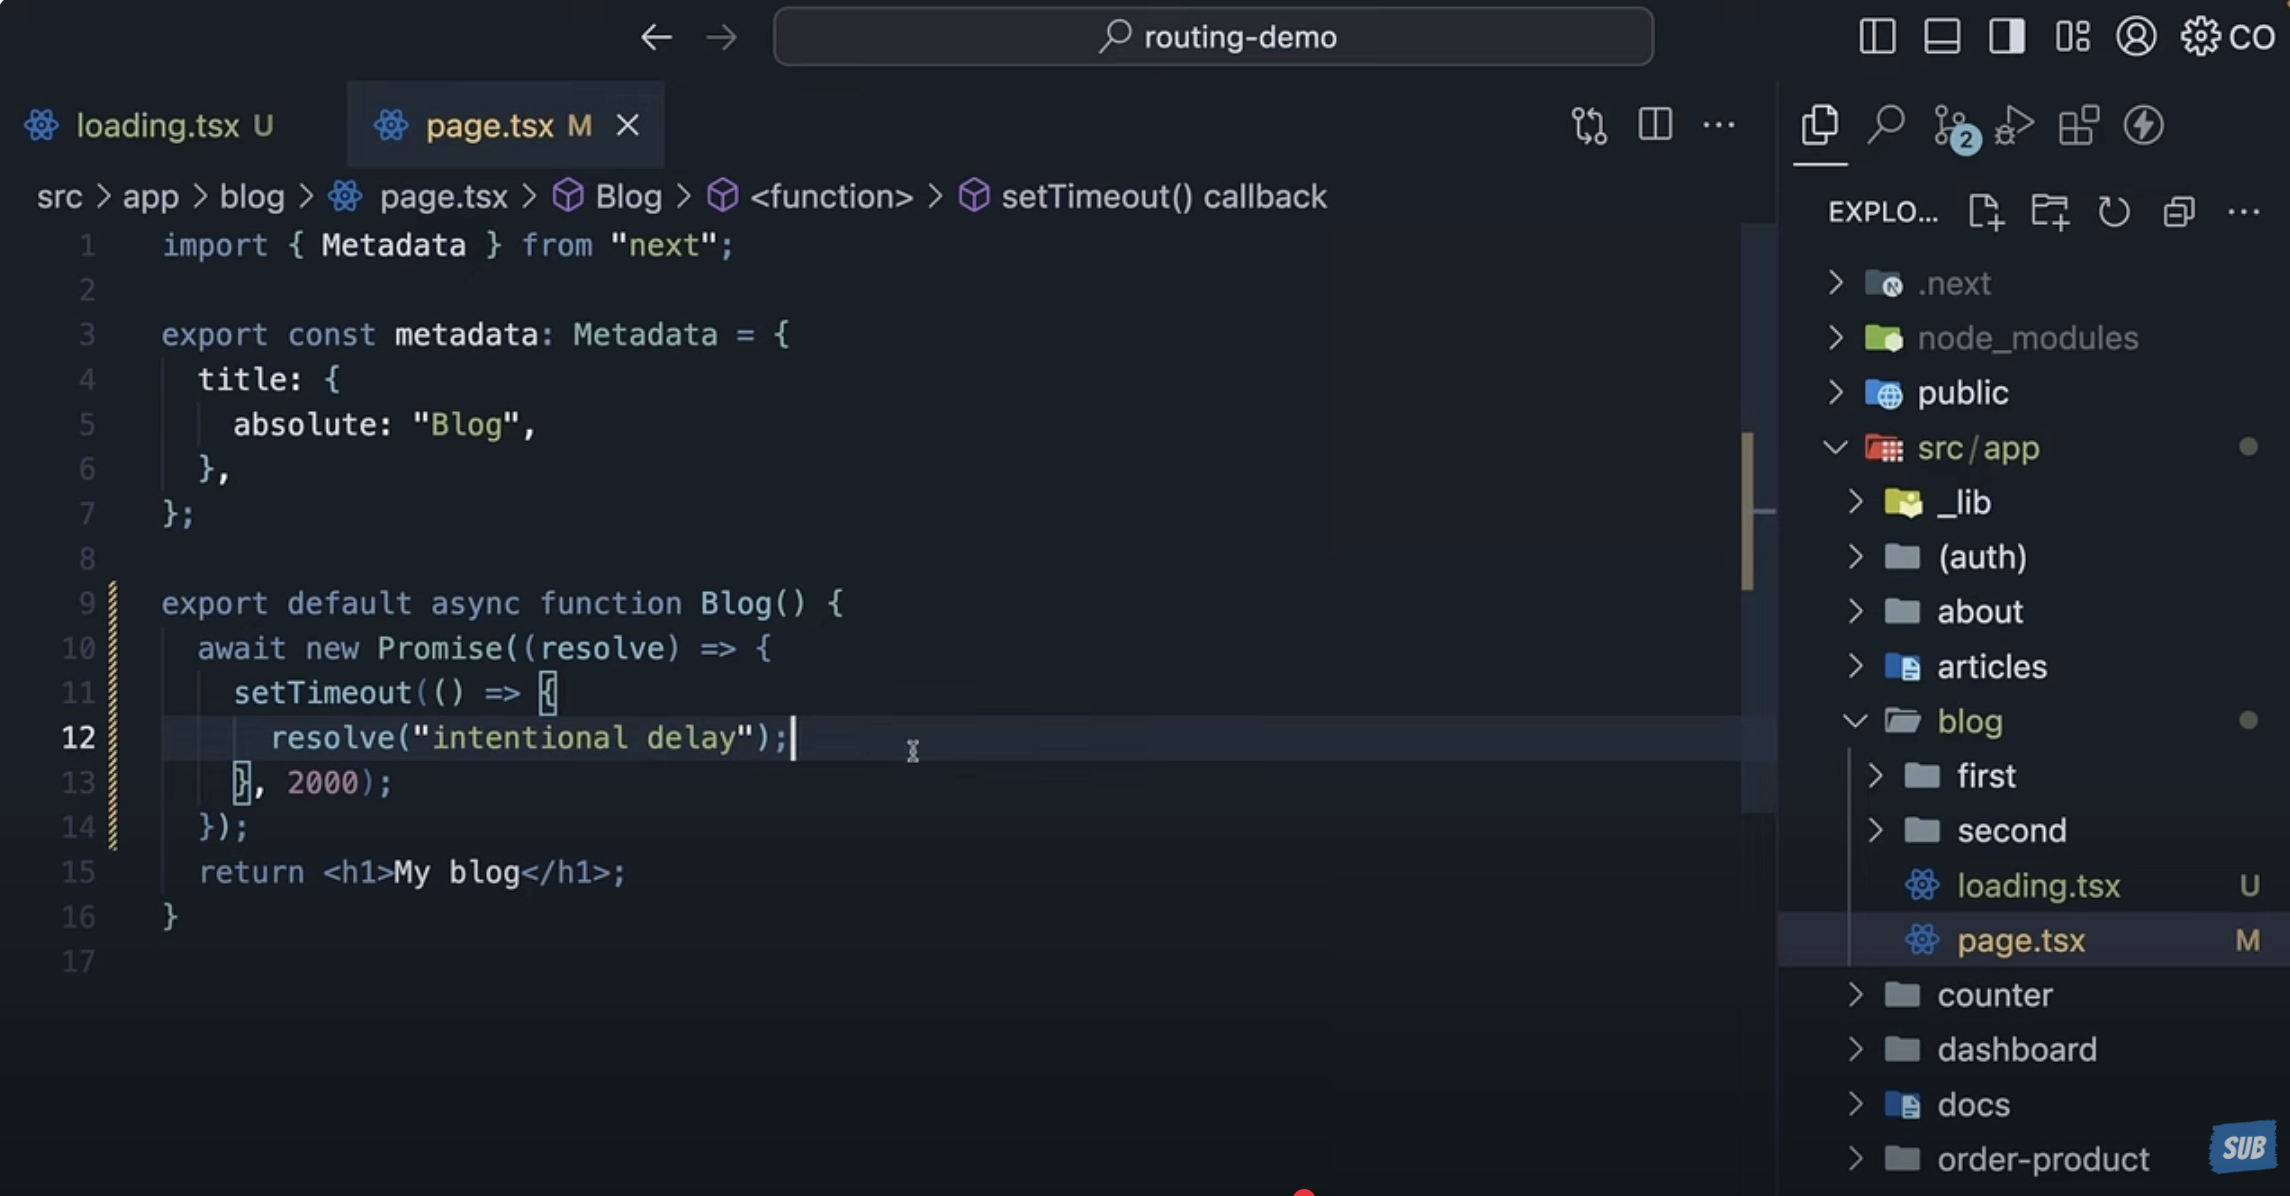 routing-demo
CO
loading.tsx U
page.tsx M
src > app > blog > page.tsx > Blog > <function> > setTimeout() callback
1 import { Metadata } from "next";
2
3 export const metadata: Metadata = {
4 title: {
5 absolute: "Blog",
6 },
7 };
8
9 export default async function Blog() {
10 await new Promise((resolve) => {
11 setTimeout(() => {
12 resolve("intentional delay");
13 }, 2000);
14 });
15 return <h1>My blog</h1>;
16 }
17
2
EXPLO...
.next
node_modules
public
src/app
_lib
(auth)
about
articles
blog
first
second
loading.tsx U
page.tsx M
counter
dashboard
docs
order-product
SUB